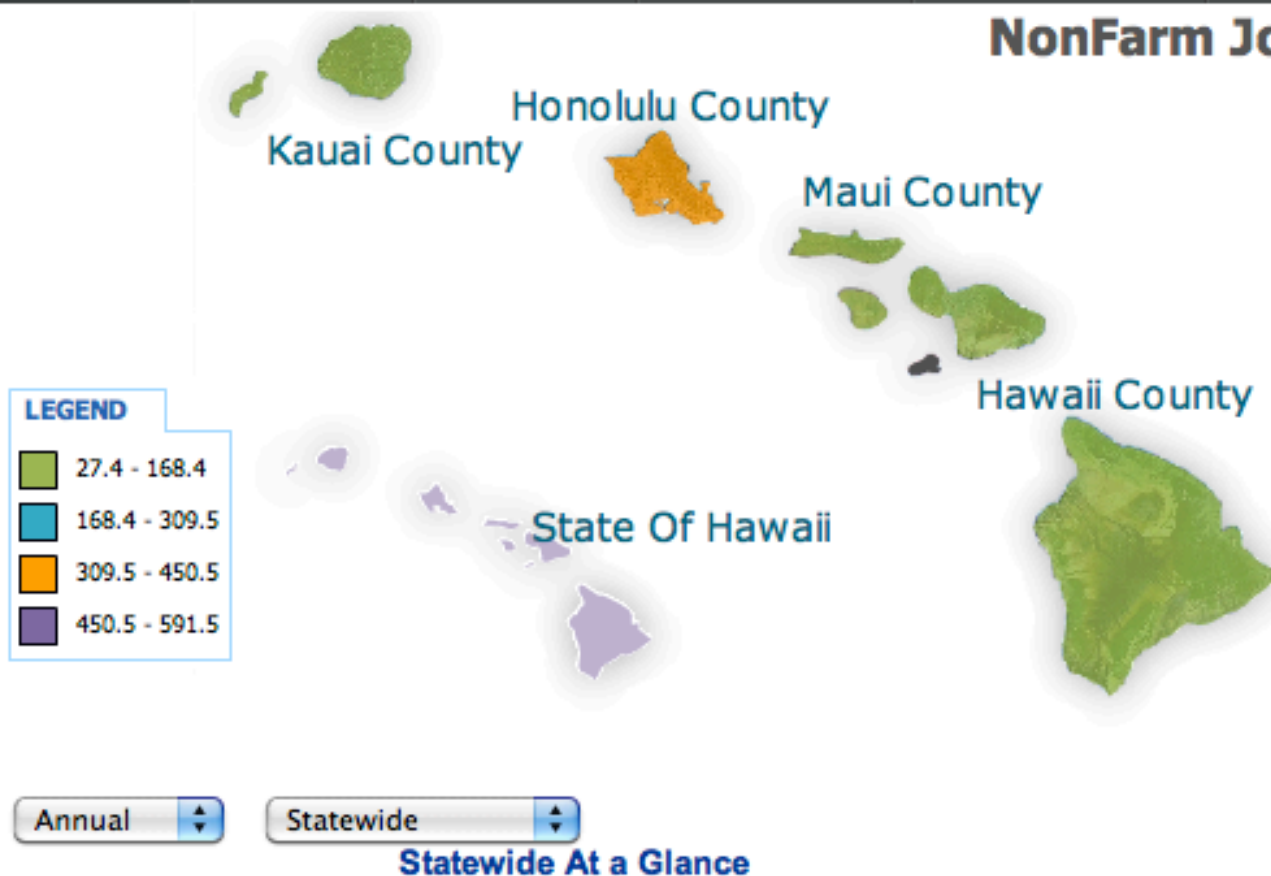 NonFarm Jo
Honolulu County
Kauai County
Maui County
Hawaii County
LEGEND
27.4 - 168.4
168.4 - 309.5
309.5 - 450.5
450.5 - 591.5
State Of Hawaii
Annual
Statewide
Statewide At a Glance